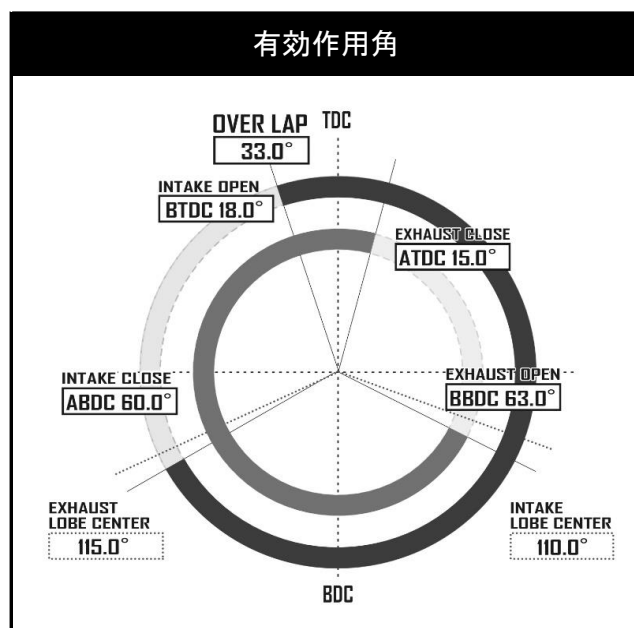 有効作用角
OVER LAP
33.0°
TDC
INTAKE OPEN
BTDC 18.0°
EXHAUST CLOSE
ATDC 15.0°
INTAKE CLOSE
ABDC 60.0°
EXHAUST OPEN
BBDC 63.0°
EXHAUST
LOBE CENTER
115.0°
INTAKE
LOBE CENTER
110.0°
BDC